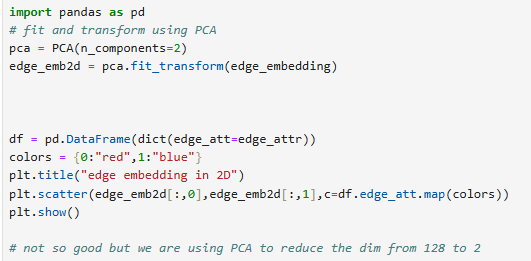 import pandas as pd
# fit and transform using PCA
pca = PCA(n_components=2)
edge_emb2d = pca.fit_transform(edge_embedding)
df = pd.DataFrame(dict(edge_att=edge_attr))
colors = {0:"red",1:"blue"}
plt.title("edge embedding in 2D")
plt.scatter(edge_emb2d[:,0],edge_emb2d[:,1],c=df.edge_att.map(colors))
plt.show()
# not so good but we are using PCA to reduce the dim from 128 to 2